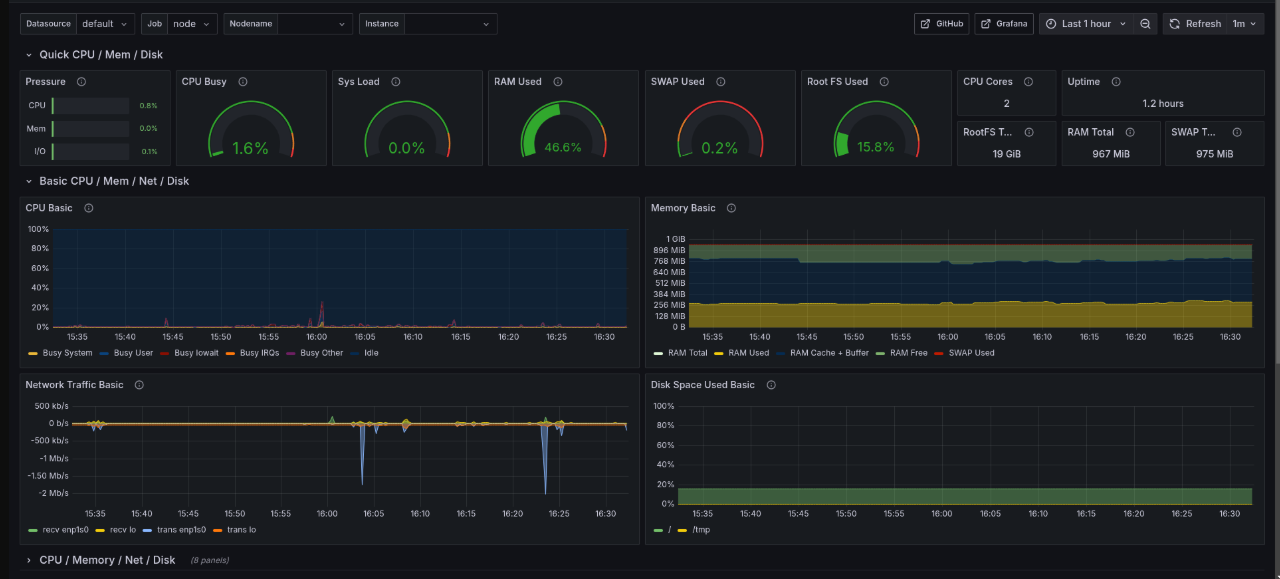 Datasource default Job node Nodename Instance GitHub Grafana Last 1 hour Refresh 1m
Quick CPU / Mem / Disk
Pressure CPU Busy Sys Load RAM Used SWAP Used Root FS Used CPU Cores Uptime
CPU 0.8%
Mem 0.0%
I/O 0.1%
1.6% 0.0% 46.6% 0.2% 15.8%
2 1.2 hours
RootFS T... RAM Total SWAP T...
19 GiB 967 MiB 975 MiB
Basic CPU / Mem / Net / Disk
CPU Basic
100%
80%
60%
40%
20%
0%
15:35 15:40 15:45 15:50 15:55 16:00 16:05 16:10 16:15 16:20 16:25 16:30
Busy System Busy User Busy Iowait Busy IRQs Busy Other Idle
Memory Basic
1 GiB
896 MiB
768 MiB
640 MiB
512 MiB
384 MiB
256 MiB
128 MiB
0 B
15:35 15:40 15:45 15:50 15:55 16:00 16:05 16:10 16:15 16:20 16:25 16:30
RAM Total RAM Used RAM Cache + Buffer RAM Free SWAP Used
Network Traffic Basic
500 kb/s
0 b/s
-500 kb/s
-1 Mb/s
-1.50 Mb/s
-2 Mb/s
15:35 15:40 15:45 15:50 15:55 16:00 16:05 16:10 16:15 16:20 16:25 16:30
recv enp1s0 recv lo trans enp1s0 trans lo
Disk Space Used Basic
100%
80%
60%
40%
20%
0%
15:35 15:40 15:45 15:50 15:55 16:00 16:05 16:10 16:15 16:20 16:25 16:30
/ /tmp
CPU / Memory / Net / Disk (8 panels)